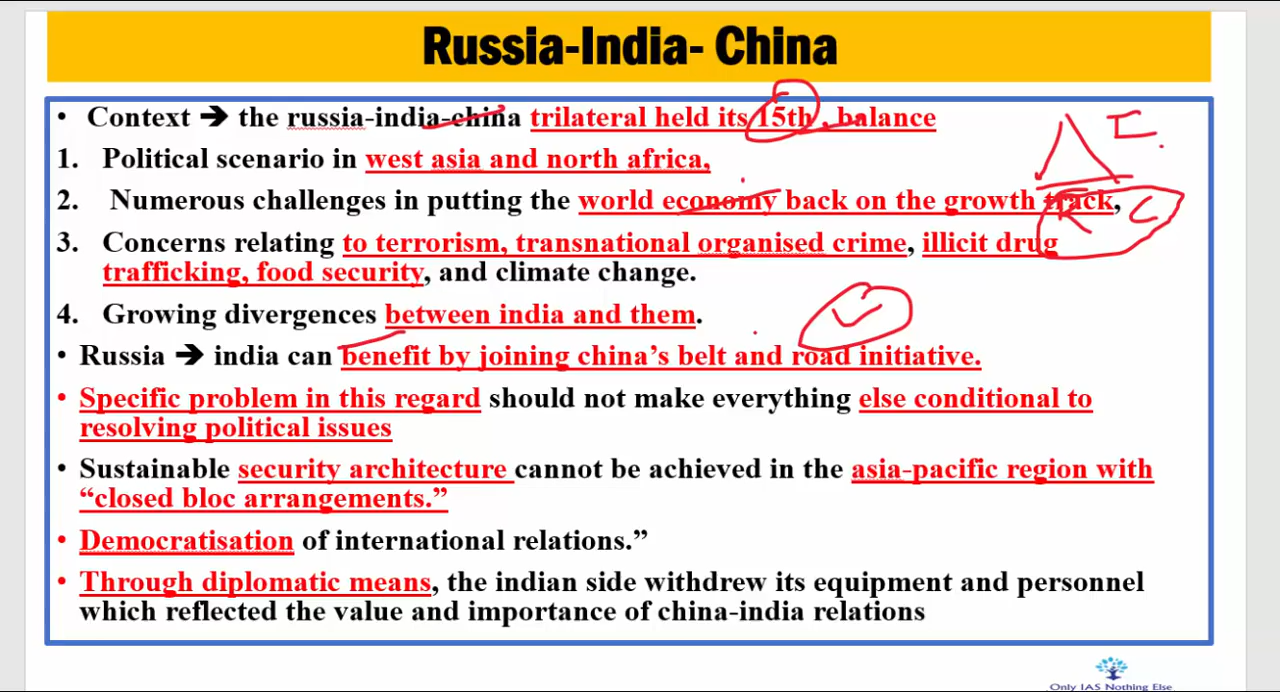 Russia-India- China
• Context ➔ the russia-india-china trilateral held its 15th , balance
1. Political scenario in west asia and north africa,
2. Numerous challenges in putting the world economy back on the growth track,
3. Concerns relating to terrorism, transnational organised crime, illicit drug
trafficking, food security, and climate change.
4. Growing divergences between india and them.
• Russia ➔ india can benefit by joining china's belt and road initiative.
• Specific problem in this regard should not make everything else conditional to
resolving political issues
• Sustainable security architecture cannot be achieved in the asia-pacific region with
“closed bloc arrangements.”
• Democratisation of international relations.”
• Through diplomatic means, the indian side withdrew its equipment and personnel
which reflected the value and importance of china-india relations
I
R C
Only IAS Nothing Else